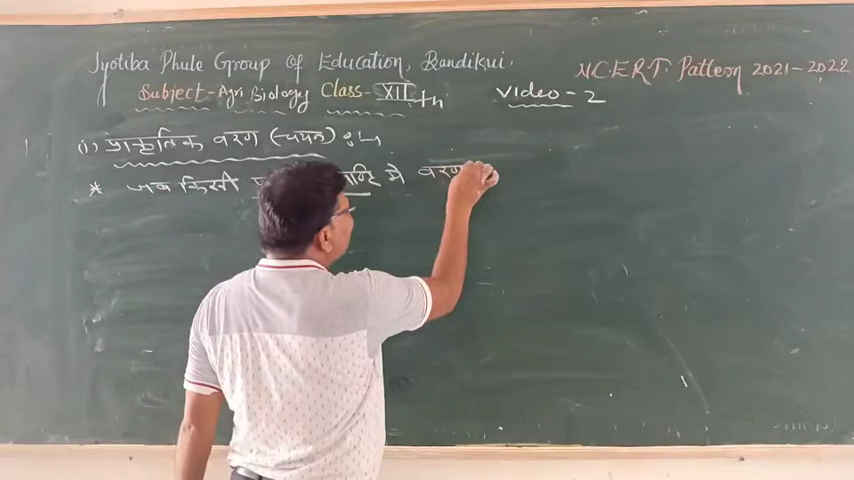 Jyotiba Phule Group of Education, Bandikui.
N.C.E.R.T. Pattern 2021-2022
Subject - Agri Biology Class - XII th
Video - 2
(i) प्राकृतिक वरण (चयन) :-
* जब किसी में वरण